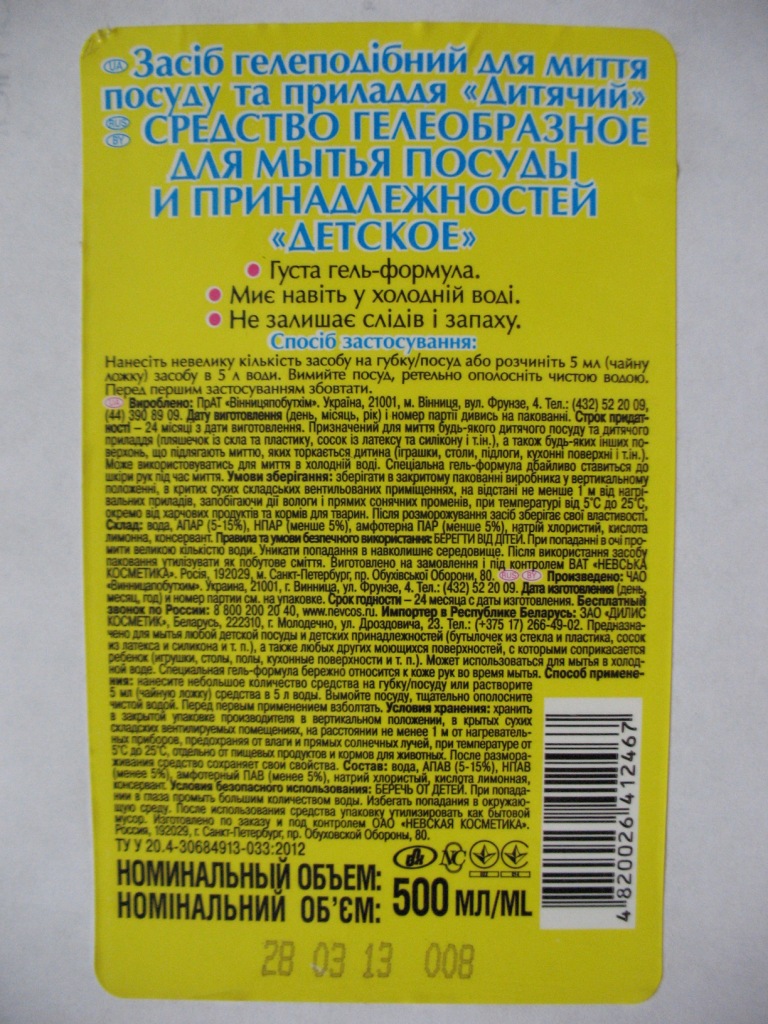 UA Засіб гелеподібний для миття
посуду та приладдя «Дитячий»
RUS СРЕДСТВО ГЕЛЕОБРАЗНОЕ
BY ДЛЯ МЫТЬЯ ПОСУДЫ
И ПРИНАДЛЕЖНОСТЕЙ
«ДЕТСКОЕ»
• Густа гель-формула.
• Миє навіть у холодній воді.
• Не залишає слідів і запаху.
Спосіб застосування:
Нанесіть невелику кількість засобу на губку/посуд або розчиніть 5 мл (чайну
ложку) засобу в 5 л води. Вимийте посуд, ретельно ополосніть чистою водою.
Перед першим застосуванням збовтати.
UA Вироблено: ПрАТ «Вінницяпобутхім». Україна, 21001, м. Вінниця, вул. Фрунзе, 4. Тел.: (432) 52 20 09,
(44) 390 89 09. Дату виготовлення (день, місяць, рік) і номер партії дивись на пакованні. Строк придат-
ності – 24 місяці з дати виготовлення. Призначений для миття будь-якого дитячого посуду та дитячого
приладдя (пляшечок із скла та пластику, сосок із латексу та силікону і т.ін.), а також будь-яких інших по-
верхонь, що підлягають миттю, яких торкається дитина (іграшки, столи, підлоги, кухонні поверхні і т.ін.).
Може використовуватись для миття в холодній воді. Спеціальна гель-формула дбайливо ставиться до
шкіри рук під час миття. Умови зберігання: зберігати в закритому пакованні виробника у вертикальному
положенні, в критих сухих складських вентильованих приміщеннях, на відстані не менше 1 м від нагрі-
вальних приладів, запобігаючи дії вологи і прямих сонячних променів, при температурі від 5°С до 25°С,
окремо від харчових продуктів та кормів для тварин. Після розморожування засіб зберігає свої властивості.
Склад: вода, АПАР (5-15%), НПАР (менше 5%), амфотерна ПАР (менше 5%), натрій хлористий, кислота
лимонна, консервант. Правила та умови безпечного використання: БЕРЕГТИ ВІД ДІТЕЙ. При попаданні в очі про-
мити великою кількістю води. Уникати попадання в навколишнє середовище. Після використання засобу
паковання утилізувати як побутове сміття. Виготовлено на замовлення і під контролем ВАТ «НЕВСЬКА
КОСМЕТИКА». Росія, 192029, м. Санкт-Петербург, пр. Обухівської Оборони, 80. RUS BY Произведено: ЧАО
«Винницапобутхим». Украина, 21001, г. Винница, ул. Фрунзе, 4. Тел.: (432) 52 20 09. Дата изготовления (день,
месяц, год) и номер партии см. на упаковке. Срок годности – 24 месяца с даты изготовления. Бесплатный
звонок по России: 8 800 200 20 40, www.nevcos.ru. Импортер в Республике Беларусь: ЗАО «ДИЛИС
КОСМЕТИК», Беларусь, 222310, г. Молодечно, ул. Дроздовича, 23. Тел.: (+375 17) 266-49-02. Предназна-
чено для мытья любой детской посуды и детских принадлежностей (бутылочек из стекла и пластика, сосок
из латекса и силикона и т. п.), а также любых других моющихся поверхностей, с которыми соприкасается
ребенок (игрушки, столы, полы, кухонные поверхности и т. п.). Может использоваться для мытья в холод-
ной воде. Специальная гель-формула бережно относится к коже рук во время мытья. Способ примене-
ния: нанесите небольшое количество средства на губку/посуду или растворите
5 мл (чайную ложку) средства в 5 л воды. Вымойте посуду, тщательно ополосните
чистой водой. Перед первым применением взболтать. Условия хранения: хранить
в закрытой упаковке производителя в вертикальном положении, в крытых сухих
складских вентилируемых помещениях, на расстоянии не менее 1 м от нагреватель-
ных приборов, предохраняя от влаги и прямых солнечных лучей, при температуре от
5°С до 25°С, отдельно от пищевых продуктов и кормов для животных. После размора-
живания средство сохраняет свои свойства. Состав: вода, АПАВ (5-15%), НПАВ
(менее 5%), амфотерный ПАВ (менее 5%), натрий хлористый, кислота лимонная,
консервант. Условия безопасного использования: БЕРЕЧЬ ОТ ДЕТЕЙ. При попада-
нии в глаза промыть большим количеством воды. Избегать попадания в окружаю-
щую среду. После использования средства упаковку утилизировать как бытовой
мусор. Изготовлено по заказу и под контролем ОАО «НЕВСКАЯ КОСМЕТИКА».
Россия, 192029, г. Санкт-Петербург, пр. Обуховской Обороны, 80.
ТУ У 20.4-30684913-033:2012
НОМИНАЛЬНЫЙ ОБЪЕМ:
НОМІНАЛЬНИЙ ОБ'ЄМ: 500 МЛ/ML
4 820026 412467
28 03 13 008